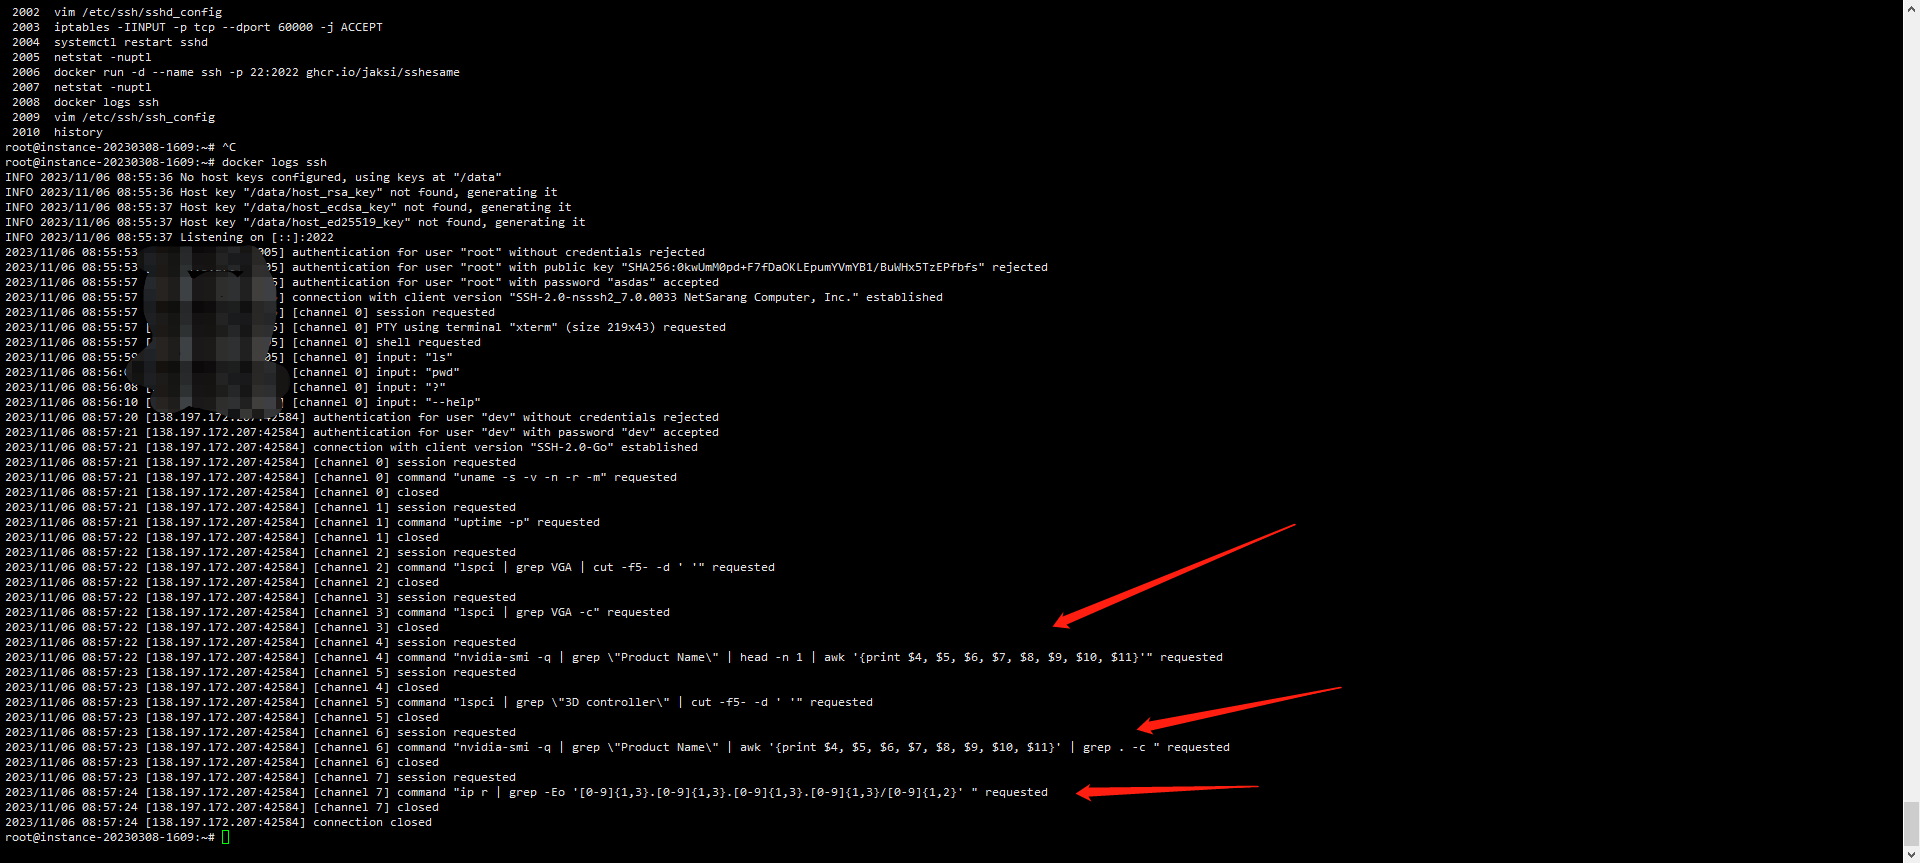 2002  vim /etc/ssh/sshd_config
2003  iptables -IINPUT -p tcp --dport 60000 -j ACCEPT
2004  systemctl restart sshd
2005  netstat -nuptl
2006  docker run -d --name ssh -p 22:2022 ghcr.io/jaksi/sshesame
2007  netstat -nuptl
2008  docker logs ssh
2009  vim /etc/ssh/ssh_config
2010  history
root@instance-20230308-1609:~# ^C
root@instance-20230308-1609:~# docker logs ssh
INFO 2023/11/06 08:55:36 No host keys configured, using keys at "/data"
INFO 2023/11/06 08:55:36 Host key "/data/host_rsa_key" not found, generating it
INFO 2023/11/06 08:55:37 Host key "/data/host_ecdsa_key" not found, generating it
INFO 2023/11/06 08:55:37 Host key "/data/host_ed25519_key" not found, generating it
INFO 2023/11/06 08:55:37 Listening on [::]:2022
2023/11/06 08:55:53 005] authentication for user "root" without credentials rejected
2023/11/06 08:55:53 [ ] authentication for user "root" with public key "SHA256:0kwUmM0pd+F7fDaOKLEpumYVmYB1/BuWHx5TzEPfbfs" rejected
2023/11/06 08:55:57 5] authentication for user "root" with password "asdas" accepted
2023/11/06 08:55:57 ] connection with client version "SSH-2.0-nsssh2_7.0.0033 NetSarang Computer, Inc." established
2023/11/06 08:55:57 ] [channel 0] session requested
2023/11/06 08:55:57 [ 5] [channel 0] PTY using terminal "xterm" (size 219x43) requested
2023/11/06 08:55:57 [ ] [channel 0] shell requested
2023/11/06 08:55:59 05] [channel 0] input: "ls"
2023/11/06 08:56: [channel 0] input: "pwd"
2023/11/06 08:56:08 [ [channel 0] input: "?"
2023/11/06 08:56:10 [ ] [channel 0] input: "--help"
2023/11/06 08:57:20 [138.197.172.207:42584] authentication for user "dev" without credentials rejected
2023/11/06 08:57:21 [138.197.172.207:42584] authentication for user "dev" with password "dev" accepted
2023/11/06 08:57:21 [138.197.172.207:42584] connection with client version "SSH-2.0-Go" established
2023/11/06 08:57:21 [138.197.172.207:42584] [channel 0] session requested
2023/11/06 08:57:21 [138.197.172.207:42584] [channel 0] command "uname -s -v -n -r -m" requested
2023/11/06 08:57:21 [138.197.172.207:42584] [channel 0] closed
2023/11/06 08:57:21 [138.197.172.207:42584] [channel 1] session requested
2023/11/06 08:57:21 [138.197.172.207:42584] [channel 1] command "uptime -p" requested
2023/11/06 08:57:22 [138.197.172.207:42584] [channel 1] closed
2023/11/06 08:57:22 [138.197.172.207:42584] [channel 2] session requested
2023/11/06 08:57:22 [138.197.172.207:42584] [channel 2] command "lspci | grep VGA | cut -f5- -d ' '" requested
2023/11/06 08:57:22 [138.197.172.207:42584] [channel 2] closed
2023/11/06 08:57:22 [138.197.172.207:42584] [channel 3] session requested
2023/11/06 08:57:22 [138.197.172.207:42584] [channel 3] command "lspci | grep VGA -c" requested
2023/11/06 08:57:22 [138.197.172.207:42584] [channel 3] closed
2023/11/06 08:57:22 [138.197.172.207:42584] [channel 4] session requested
2023/11/06 08:57:22 [138.197.172.207:42584] [channel 4] command "nvidia-smi -q | grep \"Product Name\" | head -n 1 | awk '{print $4, $5, $6, $7, $8, $9, $10, $11}'" requested
2023/11/06 08:57:23 [138.197.172.207:42584] [channel 5] session requested
2023/11/06 08:57:23 [138.197.172.207:42584] [channel 4] closed
2023/11/06 08:57:23 [138.197.172.207:42584] [channel 5] command "lspci | grep \"3D controller\" | cut -f5- -d ' '" requested
2023/11/06 08:57:23 [138.197.172.207:42584] [channel 5] closed
2023/11/06 08:57:23 [138.197.172.207:42584] [channel 6] session requested
2023/11/06 08:57:23 [138.197.172.207:42584] [channel 6] command "nvidia-smi -q | grep \"Product Name\" | awk '{print $4, $5, $6, $7, $8, $9, $10, $11}' | grep . -c " requested
2023/11/06 08:57:23 [138.197.172.207:42584] [channel 6] closed
2023/11/06 08:57:23 [138.197.172.207:42584] [channel 7] session requested
2023/11/06 08:57:24 [138.197.172.207:42584] [channel 7] command "ip r | grep -Eo '[0-9]{1,3}.[0-9]{1,3}.[0-9]{1,3}.[0-9]{1,3}/[0-9]{1,2}' " requested
2023/11/06 08:57:24 [138.197.172.207:42584] [channel 7] closed
2023/11/06 08:57:24 [138.197.172.207:42584] connection closed
root@instance-20230308-1609:~#